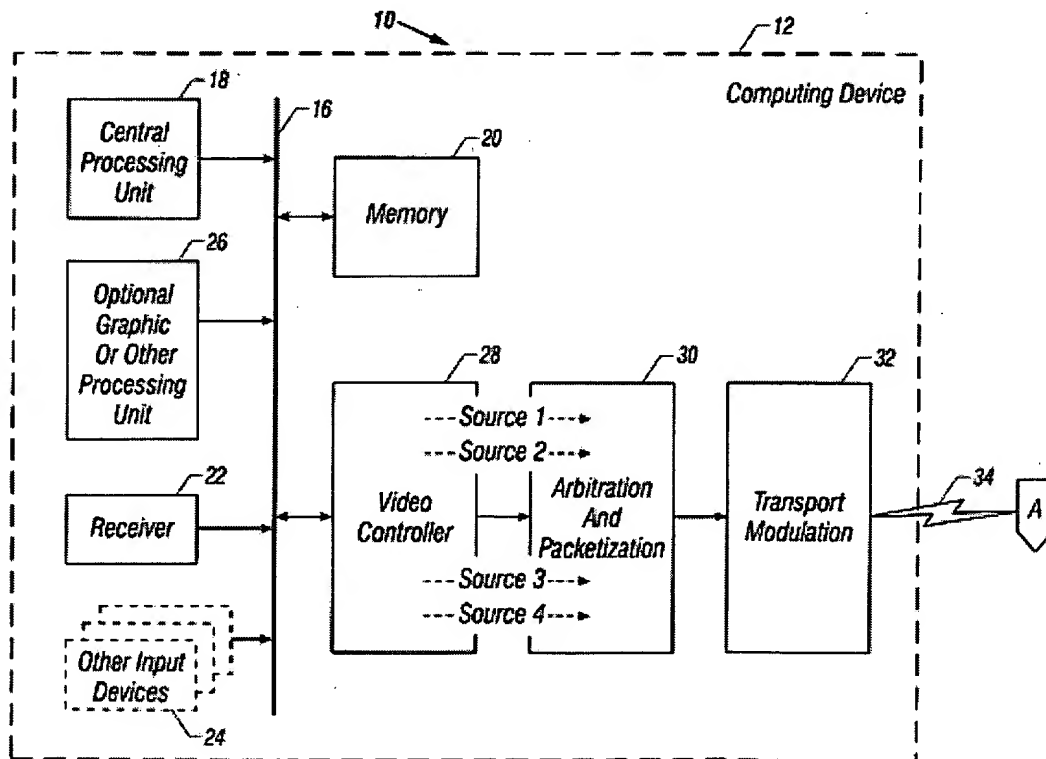 10
12
Computing Device
18
16
Central
Processing
Unit
20
Memory
26
Optional
Graphic
Or Other
Processing
Unit
28
30
32
Source 1
Source 2
22
Receiver
Video
Controller
Arbitration
And
Packetization
Transport
Modulation
34
A
Source 3
Source 4
Other Input
Devices
24